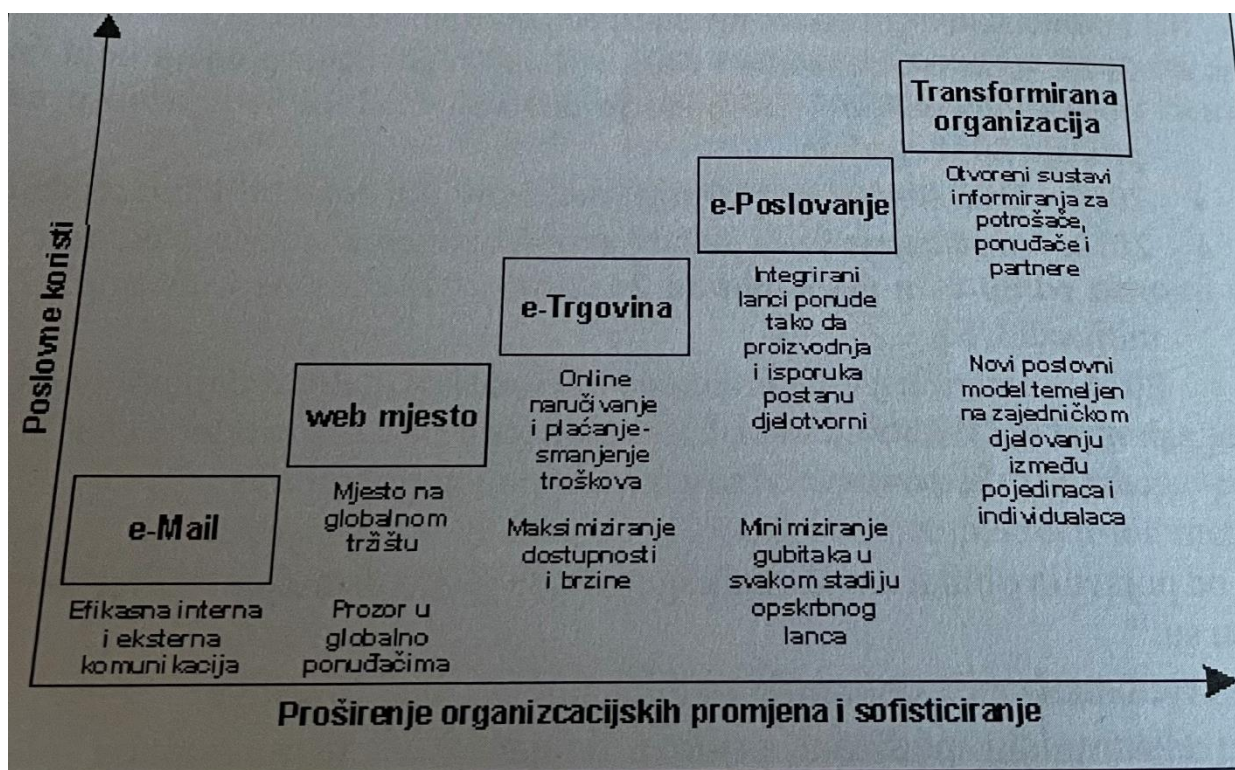 Poslovne koristi
e-Mail
Efikasna interna
i eksterna
komunikacija
web mjesto
Mjesto na
globalnom
tržištu
Prozor u
globalno
ponuđačima
e-Trgovina
Online
naručivanje
i plaćanje-
smanjenje
troškova
Maksimiziranje
dostupnosti
i brzine
e-Poslovanje
Integrirani
lanci ponude
tako da
proizvodnja
i isporuka
postanu
djelotvorni
Minimiziranje
gubitaka u
svakom stadiju
opskrbnog
lanca
Transformirana
organizacija
Otvoreni sustavi
informiranja za
potrošače,
ponuđače i
partnere
Novi poslovni
model temeljen
na zajedničkom
djelovanju
između
pojedinaca i
individualaca
Proširenje organizcacijskih promjena i sofisticiranje